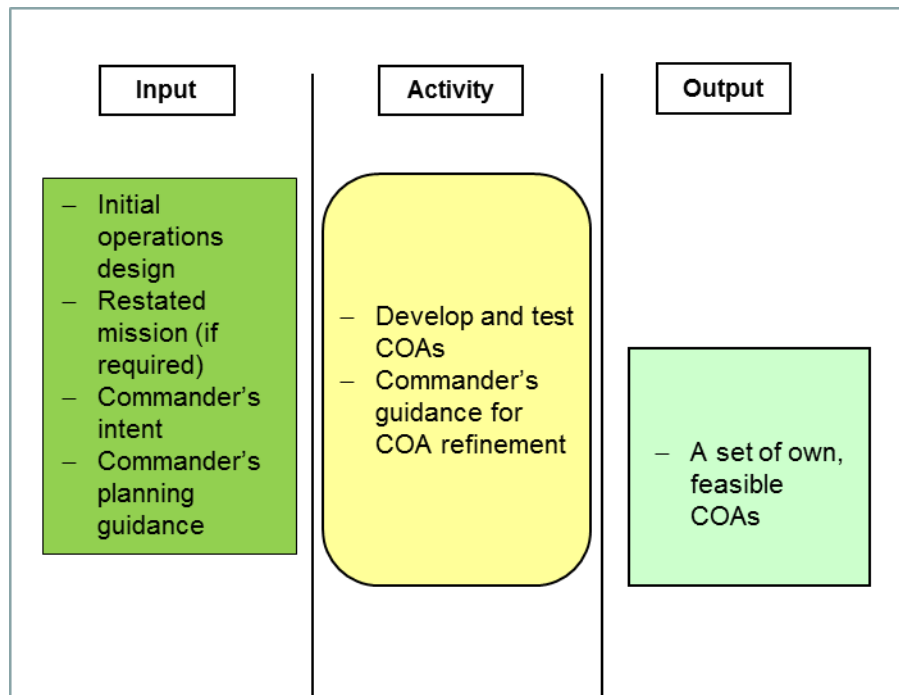 Input
Activity
Output
– Initial
operations
design
– Restated
mission (if
required)
– Commander’s
intent
– Commander’s
planning
guidance
– Develop and test
COAs
– Commander’s
guidance for
COA refinement
– A set of own,
feasible
COAs